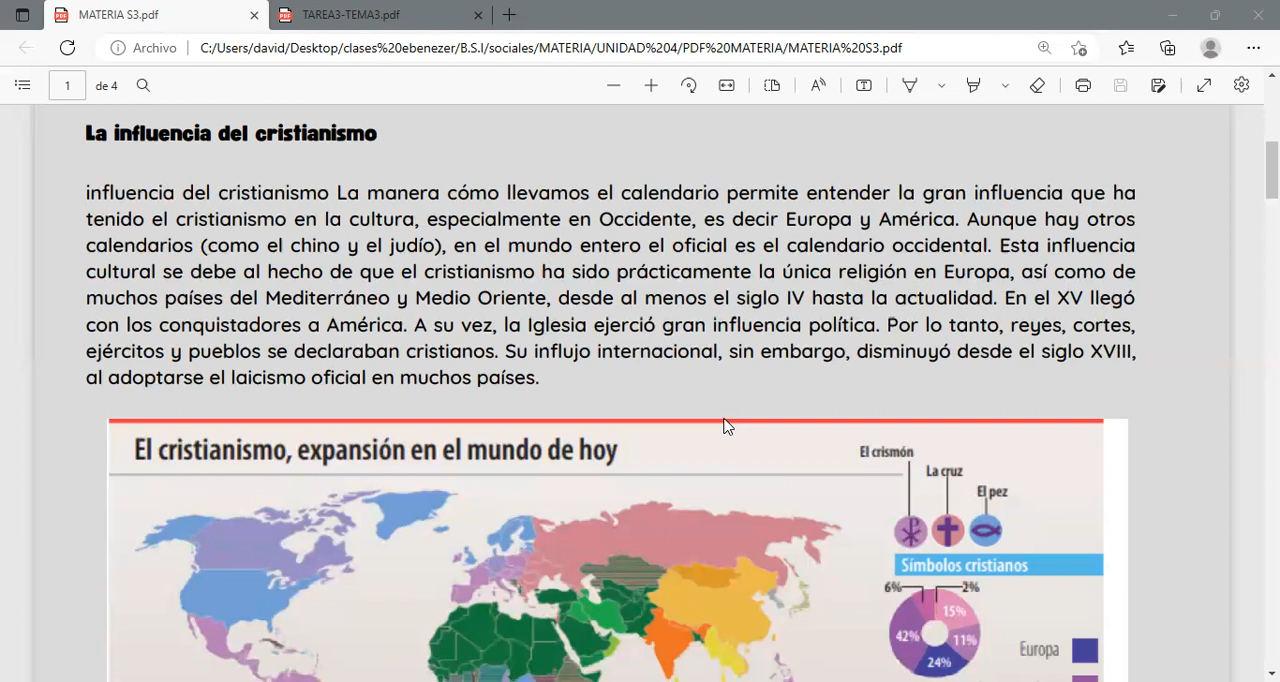 MATERIA S3.pdf
TAREA3-TEMA3.pdf
Archivo
C:/Users/david/Desktop/clases%20ebenezer/B.S.I/sociales/MATERIA/UNIDAD%204/PDF%20MATERIA/MATERIA%20S3.pdf
1
de 4
La influencia del cristianismo
influencia del cristianismo La manera cómo llevamos el calendario permite entender la gran influencia que ha
tenido el cristianismo en la cultura, especialmente en Occidente, es decir Europa y América. Aunque hay otros
calendarios (como el chino y el judío), en el mundo entero el oficial es el calendario occidental. Esta influencia
cultural se debe al hecho de que el cristianismo ha sido prácticamente la única religión en Europa, así como de
muchos países del Mediterráneo y Medio Oriente, desde al menos el siglo IV hasta la actualidad. En el XV llegó
con los conquistadores a América. A su vez, la Iglesia ejerció gran influencia política. Por lo tanto, reyes, cortes,
ejércitos y pueblos se declaraban cristianos. Su influjo internacional, sin embargo, disminuyó desde el siglo XVIII,
al adoptarse el laicismo oficial en muchos países.
El cristianismo, expansión en el mundo de hoy
El crismón
La cruz
El pez
Símbolos cristianos
6%
2%
15%
42%
11%
24%
Europa